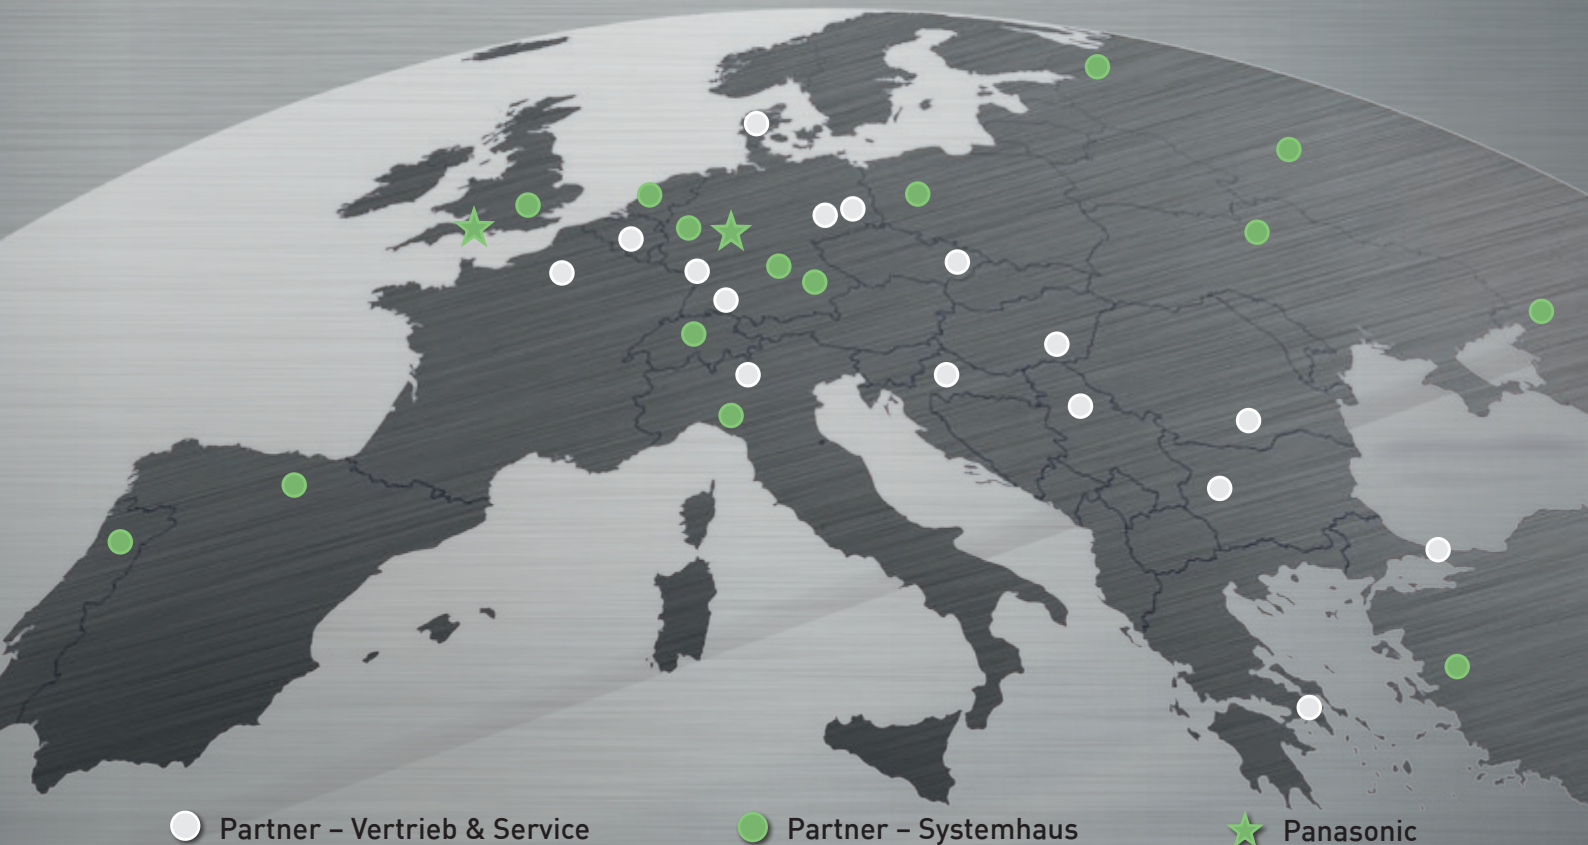 Partner – Vertrieb & Service
Partner – Systemhaus
Panasonic